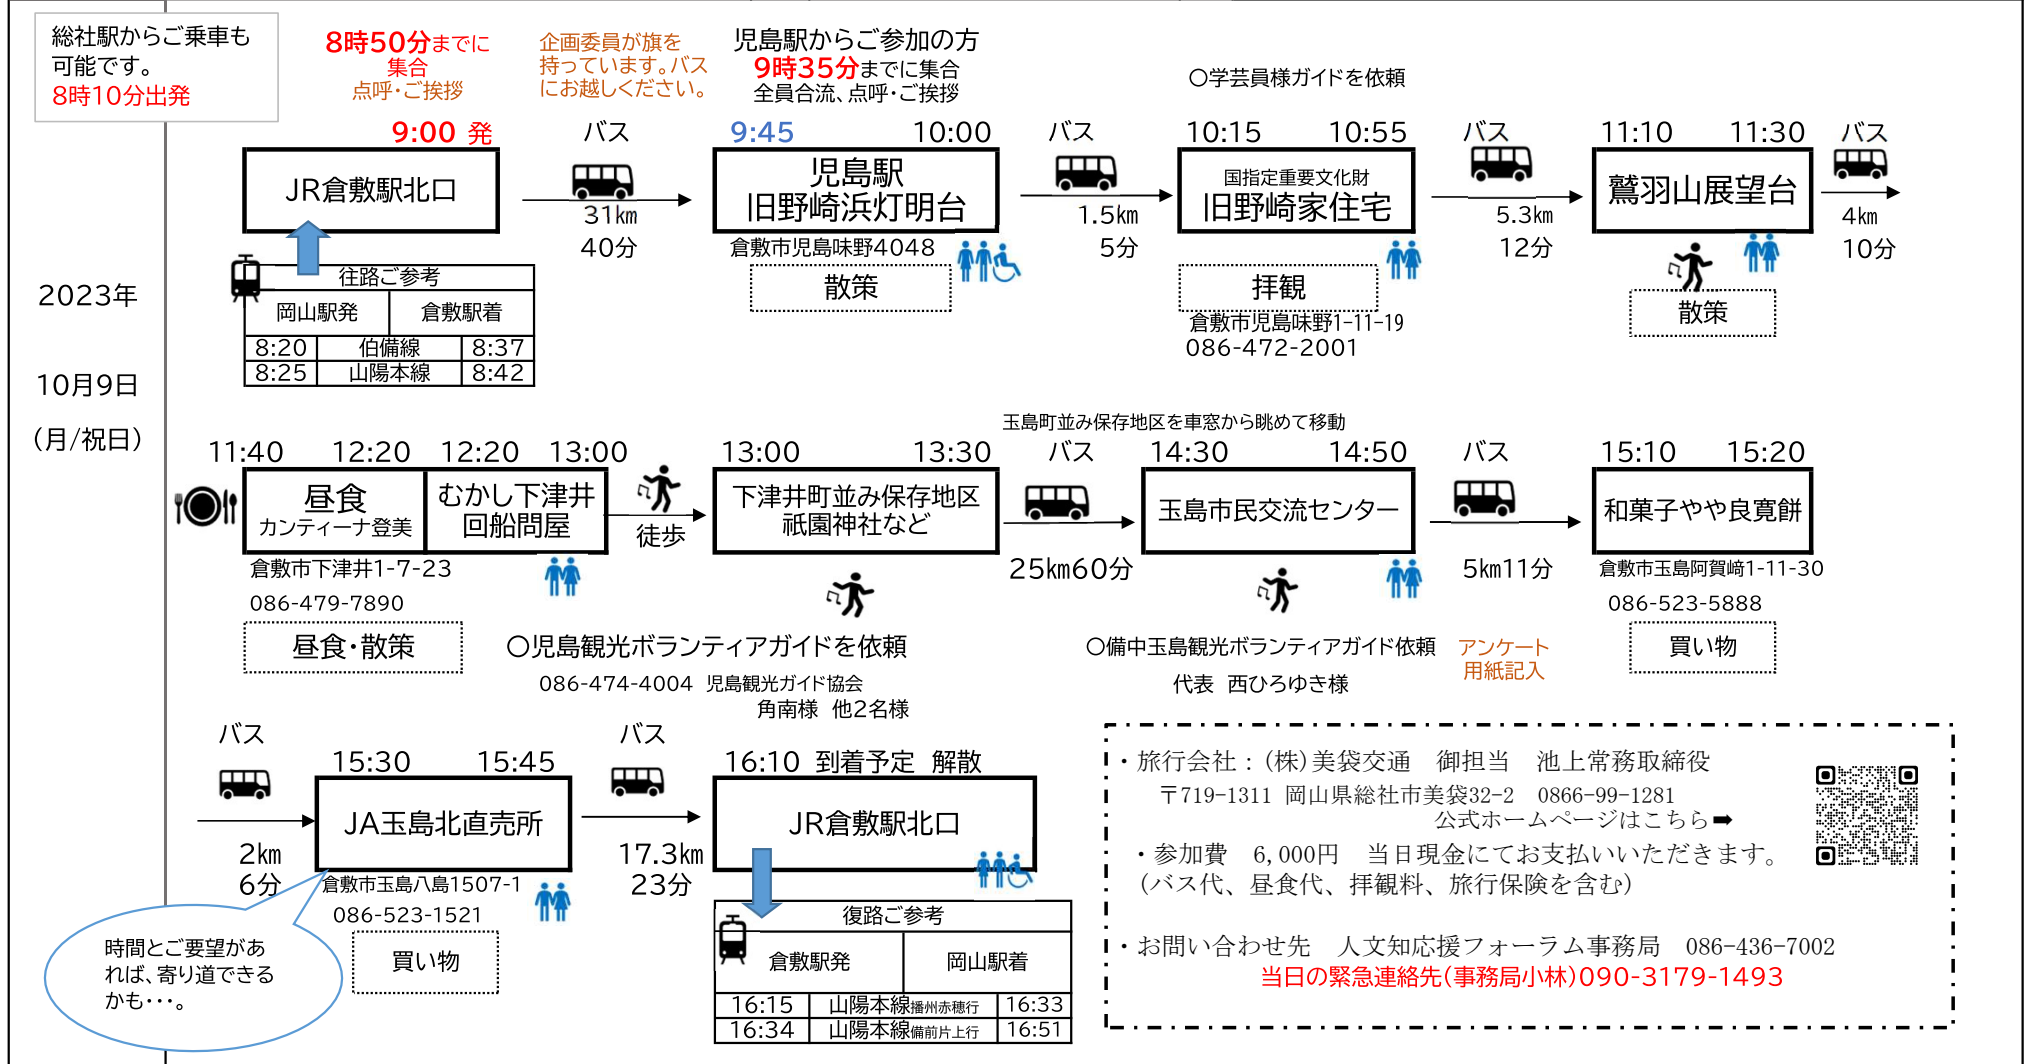 総社駅からご乗車も
可能です。
8時10分出発
8時50分までに
集合
点呼・ご挨拶
企画委員が旗を
持っています。バス
にお越しください。
児島駅からご参加の方
9時35分までに集合
全員合流、点呼・ご挨拶
〇学芸員様ガイドを依頼
9:00 発
バス
9:45 10:00
バス
10:15 10:55
バス
11:10 11:30
バス
JR倉敷駅北口
31㎞
40分
児島駅
旧野崎浜灯明台
倉敷市児島味野4048
散策
1.5㎞
5分
国指定重要文化財
旧野崎家住宅
拝観
倉敷市児島味野1-11-19
086-472-2001
5.3㎞
12分
鷲羽山展望台
散策
4㎞
10分
往路ご参考
岡山駅発 倉敷駅着
8:20 伯備線 8:37
8:25 山陽本線 8:42
2023年
10月9日
(月/祝日)
玉島町並み保存地区を車窓から眺めて移動
11:40 12:20 12:20 13:00
13:00 13:30
バス
14:30 14:50
バス
15:10 15:20
昼食
カンティーナ登美
むかし下津井
回船問屋
徒歩
下津井町並み保存地区
祇園神社など
25㎞60分
玉島市民交流センター
5㎞11分
和菓子やや良寛餅
倉敷市下津井1-7-23
086-479-7890
昼食・散策
〇児島観光ボランティアガイドを依頼
086-474-4004 児島観光ガイド協会
角南様 他2名様
〇備中玉島観光ボランティアガイド依頼
代表 西ひろゆき様
アンケート
用紙記入
倉敷市玉島阿賀崎1-11-30
086-523-5888
買い物
バス
15:30 15:45
バス
16:10 到着予定 解散
2㎞
6分
JA玉島北直売所
倉敷市玉島八島1507-1
086-523-1521
買い物
17.3㎞
23分
JR倉敷駅北口
時間とご要望があ
れば、寄り道できる
かも・・・。
復路ご参考
倉敷駅発 岡山駅着
16:15 山陽本線播州赤穂行 16:33
16:34 山陽本線備前片上行 16:51
・旅行会社:(株)美袋交通 御担当 池上常務取締役
〒719-1311 岡山県総社市美袋32-2 0866-99-1281
公式ホームページはこちら➡
・参加費 6,000円 当日現金にてお支払いいただきます。
(バス代、昼食代、拝観料、旅行保険を含む)
・お問い合わせ先 人文知応援フォーラム事務局 086-436-7002
当日の緊急連絡先(事務局小林)090-3179-1493